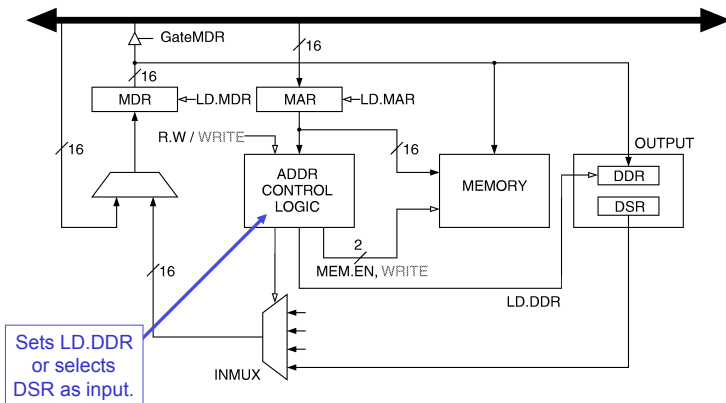 GateMDR
16
16
MDR
LD.MDR
MAR
LD.MAR
R.W / WRITE
16
16
OUTPUT
ADDR
CONTROL
LOGIC
MEMORY
DDR
DSR
2
MEM.EN, WRITE
16
LD.DDR
INMUX
Sets LD.DDR
or selects
DSR as input.